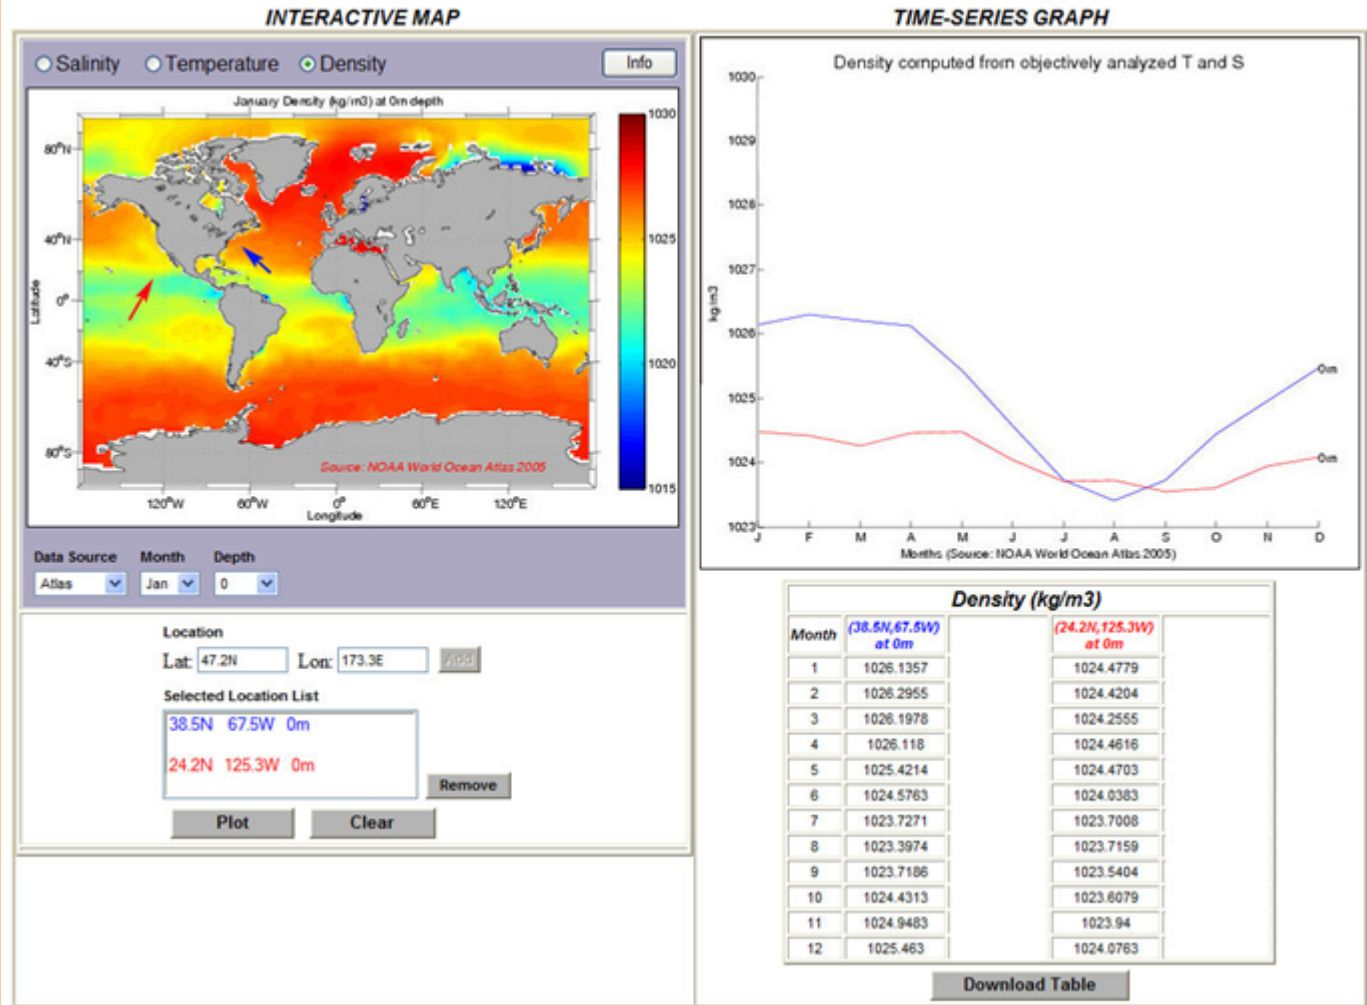 INTERACTIVE MAP
Salinity Temperature Density Info
January Density (kg/m3) at 0m depth
80°N
40°N
0°
40°S
80°S
Latitude
120°W 60°W 0° 60°E 120°E
Longitude
1030
1025
1020
1015
Source: NOAA World Ocean Atlas 2005
Data Source Month Depth
Atlas Jan 0
Location
Lat: 47.2N Lon: 173.3E Add
Selected Location List
38.5N 67.5W 0m
24.2N 125.3W 0m
Remove
Plot Clear
TIME-SERIES GRAPH
Density computed from objectively analyzed T and S
1030
1029
1028
1027
1026
1025
1024
1023
kg/m3
0m
0m
J F M A M J J A S O N D
Months (Source: NOAA World Ocean Atlas 2005)
Density (kg/m3)
Month (38.5N,67.5W) at 0m (24.2N,125.3W) at 0m
1 1026.1357 1024.4779
2 1026.2955 1024.4204
3 1026.1978 1024.2555
4 1026.118 1024.4616
5 1025.4214 1024.4703
6 1024.5763 1024.0383
7 1023.7271 1023.7008
8 1023.3974 1023.7159
9 1023.7186 1023.5404
10 1024.4313 1023.6079
11 1024.9483 1023.94
12 1025.463 1024.0763
Download Table